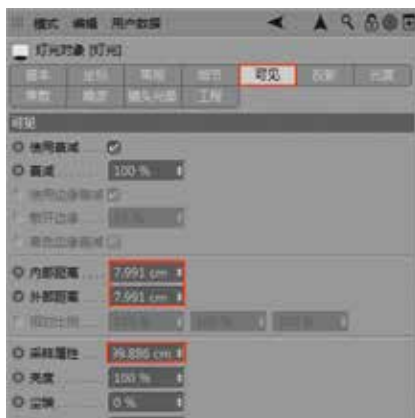 模式 编辑 用户数据
灯光对象 [灯光]
基本 坐标 常规 细节 可见 投影 光度
焦散 噪波 镜头光晕 工程
可见
使用衰减
衰减 100 %
使用边缘衰减
散开边缘
着色边缘衰减
内部距离 7.991 cm
外部距离 7.991 cm
相对比例 100 % 100 % 100 %
采样属性 99.886 cm
亮度 100 %
尘埃 0 %